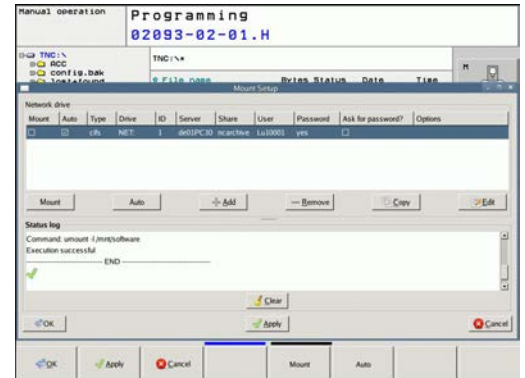 Manual operation
Programming
02093-02-01.H
TNC:\
ACC
config.bak
lost+found
TNC:\*
File name Bytes Status Date Time
M
Mount Setup
Network drive
Mount Auto Type Drive ID Server Share User Password Ask for password? Options
cifs NET: 1 de01PC10 ncarchive Lu10001 yes
Mount Auto Add Remove Copy Edit
Status log
Command: umount -l /mnt/software
Execution successful
---------- END ----------
Clear
OK Apply Cancel
OK Apply Cancel Mount Auto